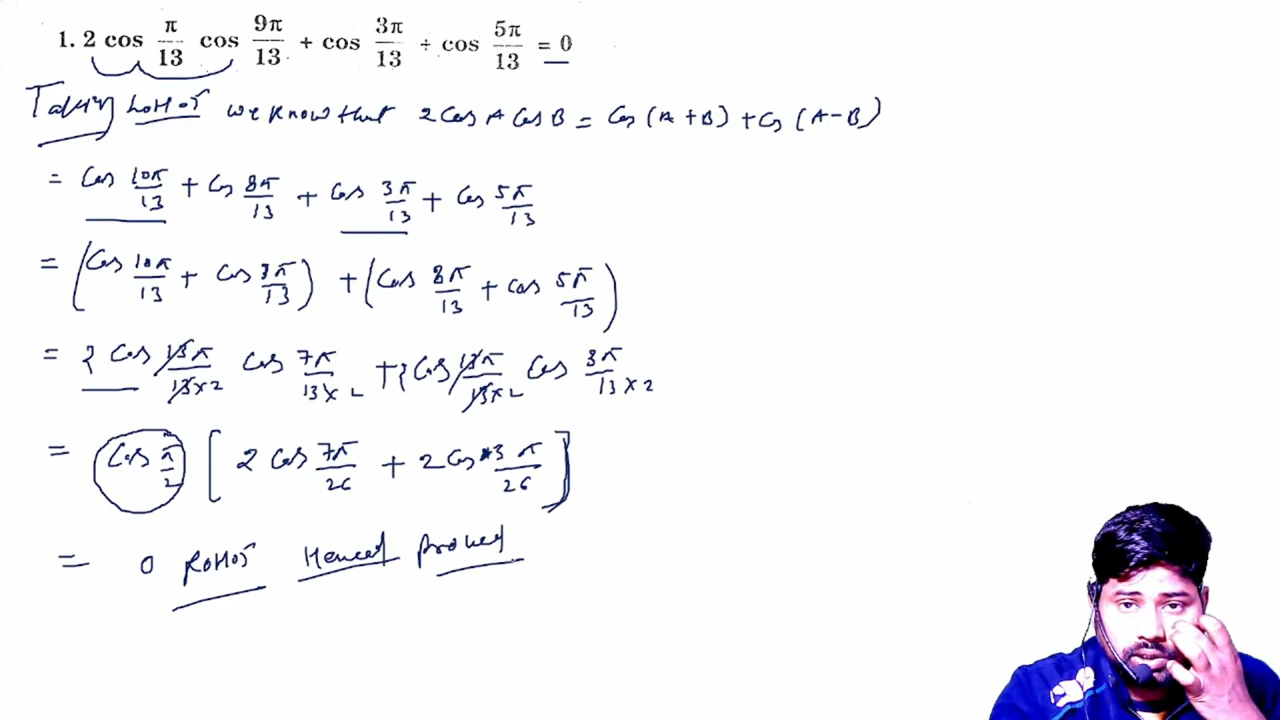 1. 2 cos π/13 cos 9π/13 + cos 3π/13 + cos 5π/13 = 0
Taking L.H.S we know that 2 Cos A Cos B = Cos (A + B) + Cos (A - B)
= Cos 10π/13 + Cos 8π/13 + Cos 3π/13 + Cos 5π/13
= (Cos 10π/13 + Cos 3π/13) + (Cos 8π/13 + Cos 5π/13)
= 2 Cos 13π/13×2 Cos 7π/13×2 + 2 Cos 13π/13×2 Cos 3π/13×2
= Cos π/2 [2 Cos 7π/26 + 2 Cos 3π/26]
= 0 R.H.S Henced proved